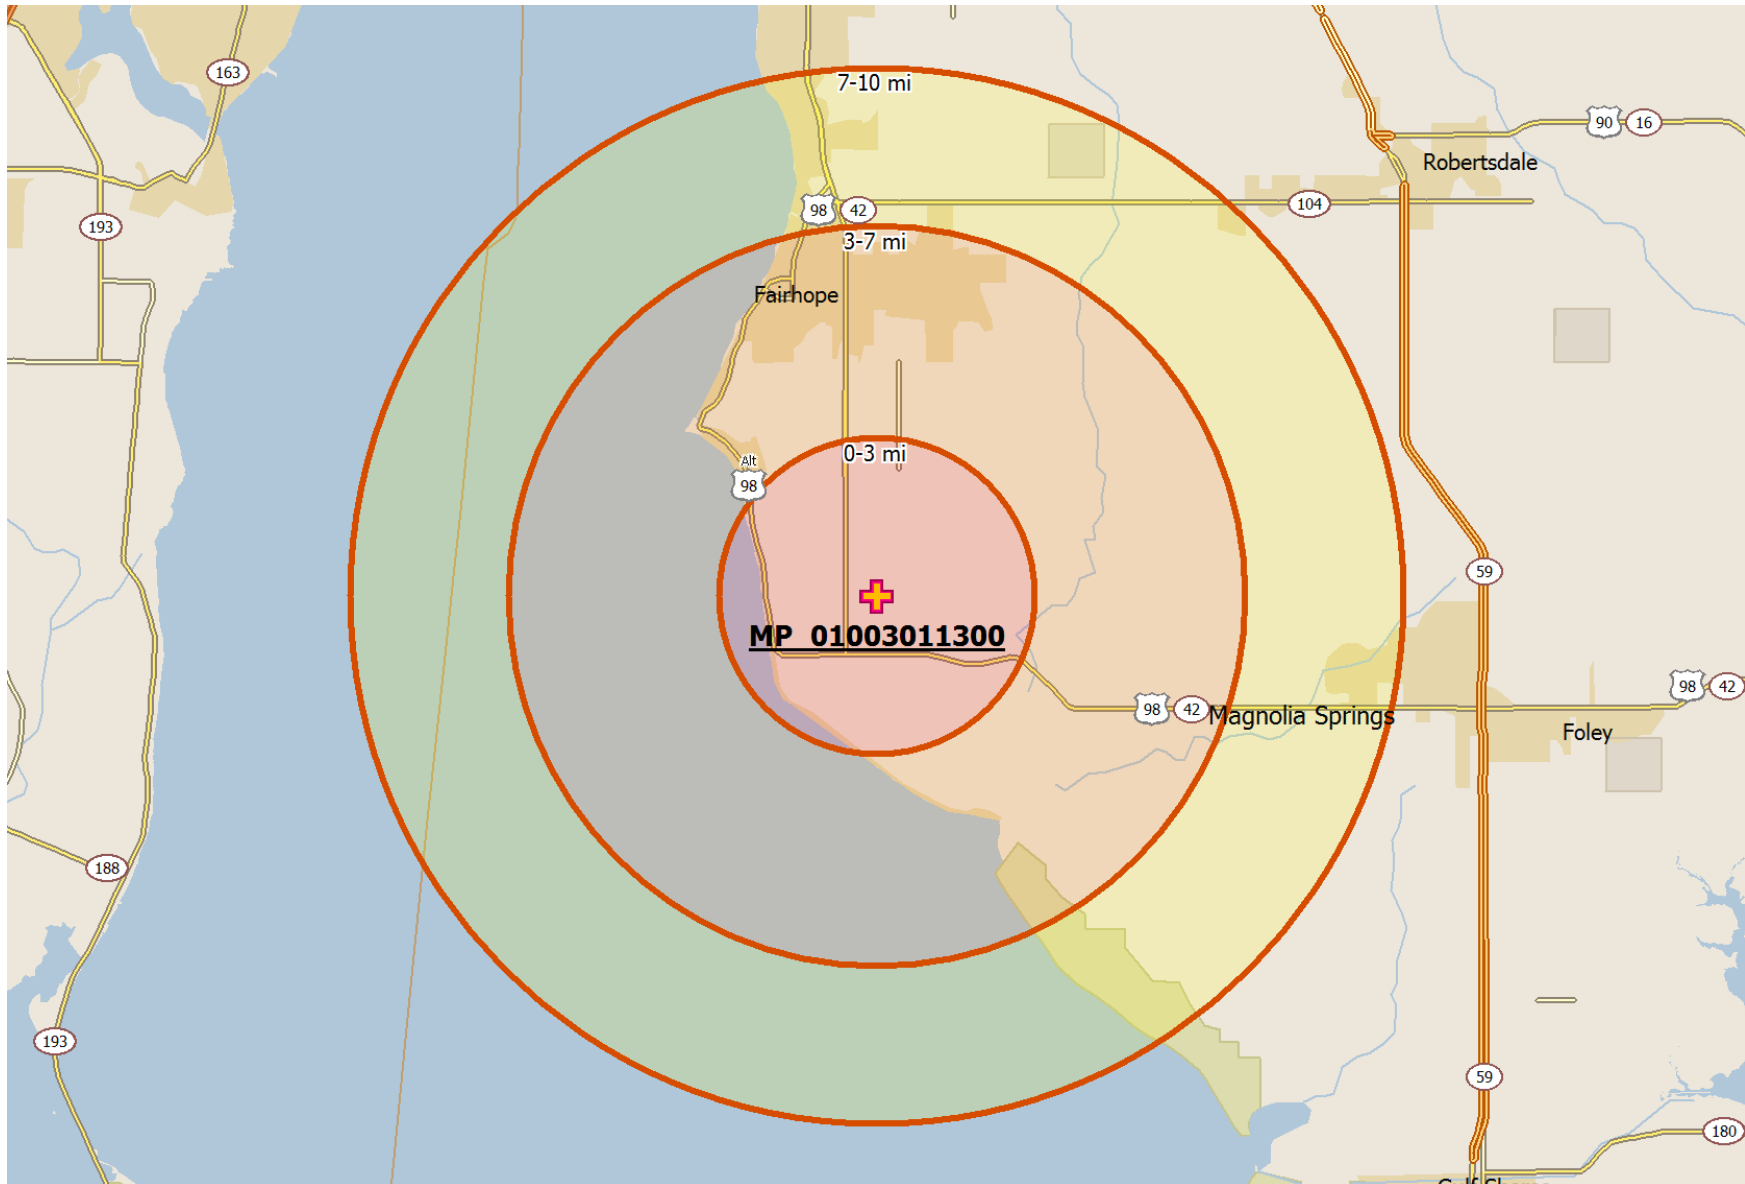 163
7-10 mi
90
16
Robertsdale
98
42
104
193
3-7 mi
Fairhope
0-3 mi
Alt
98
59
MP_01003011300
98
42
98
42
Magnolia Springs
Foley
188
193
59
180